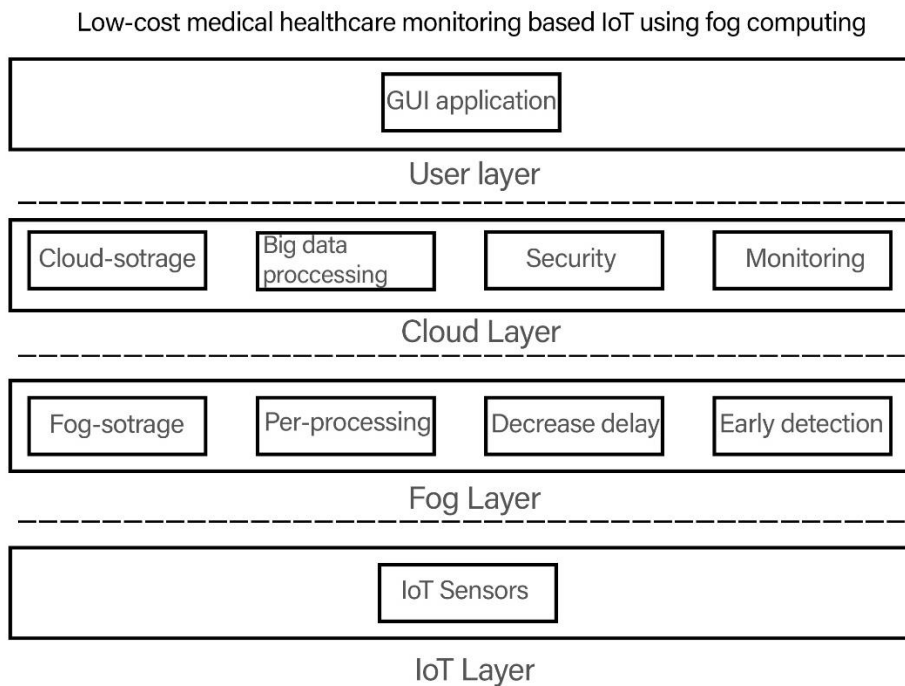 Low-cost medical healthcare monitoring based IoT using fog computing
GUI application
User layer
Cloud-sotrage
Big data
proccessing
Security
Monitoring
Cloud Layer
Fog-sotrage
Per-processing
Decrease delay
Early detection
Fog Layer
IoT Sensors
IoT Layer